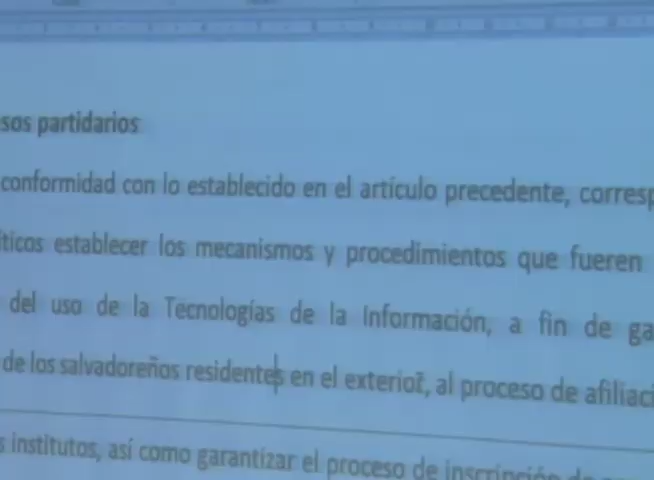 sos partidarios
conformidad con lo establecido en el artículo precedente, corresp
íticos establecer los mecanismos y procedimientos que fueren
del uso de la Tecnologías de la Información, a fin de ga
de los salvadoreños residentes en el exterior, al proceso de afiliaci
s institutos, así como garantizar el proceso de inscripción de